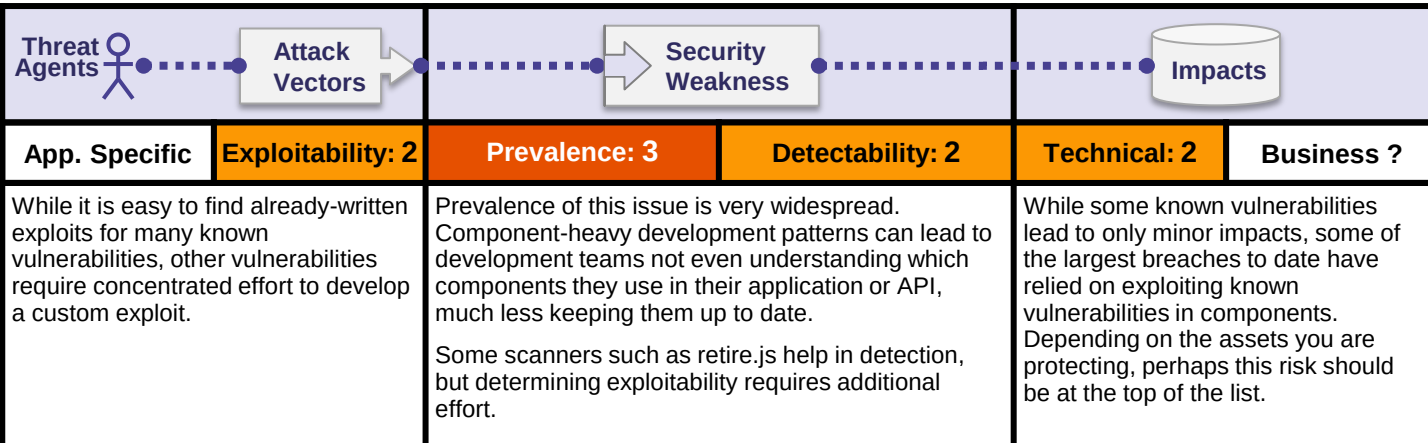 Threat
Agents
Attack
Vectors
Security
Weakness
Impacts
App. Specific
Exploitability: 2
Prevalence: 3
Detectability: 2
Technical: 2
Business ?
While it is easy to find already-written
exploits for many known
vulnerabilities, other vulnerabilities
require concentrated effort to develop
a custom exploit.
Prevalence of this issue is very widespread.
Component-heavy development patterns can lead to
development teams not even understanding which
components they use in their application or API,
much less keeping them up to date.
Some scanners such as retire.js help in detection,
but determining exploitability requires additional
effort.
While some known vulnerabilities
lead to only minor impacts, some of
the largest breaches to date have
relied on exploiting known
vulnerabilities in components.
Depending on the assets you are
protecting, perhaps this risk should
be at the top of the list.